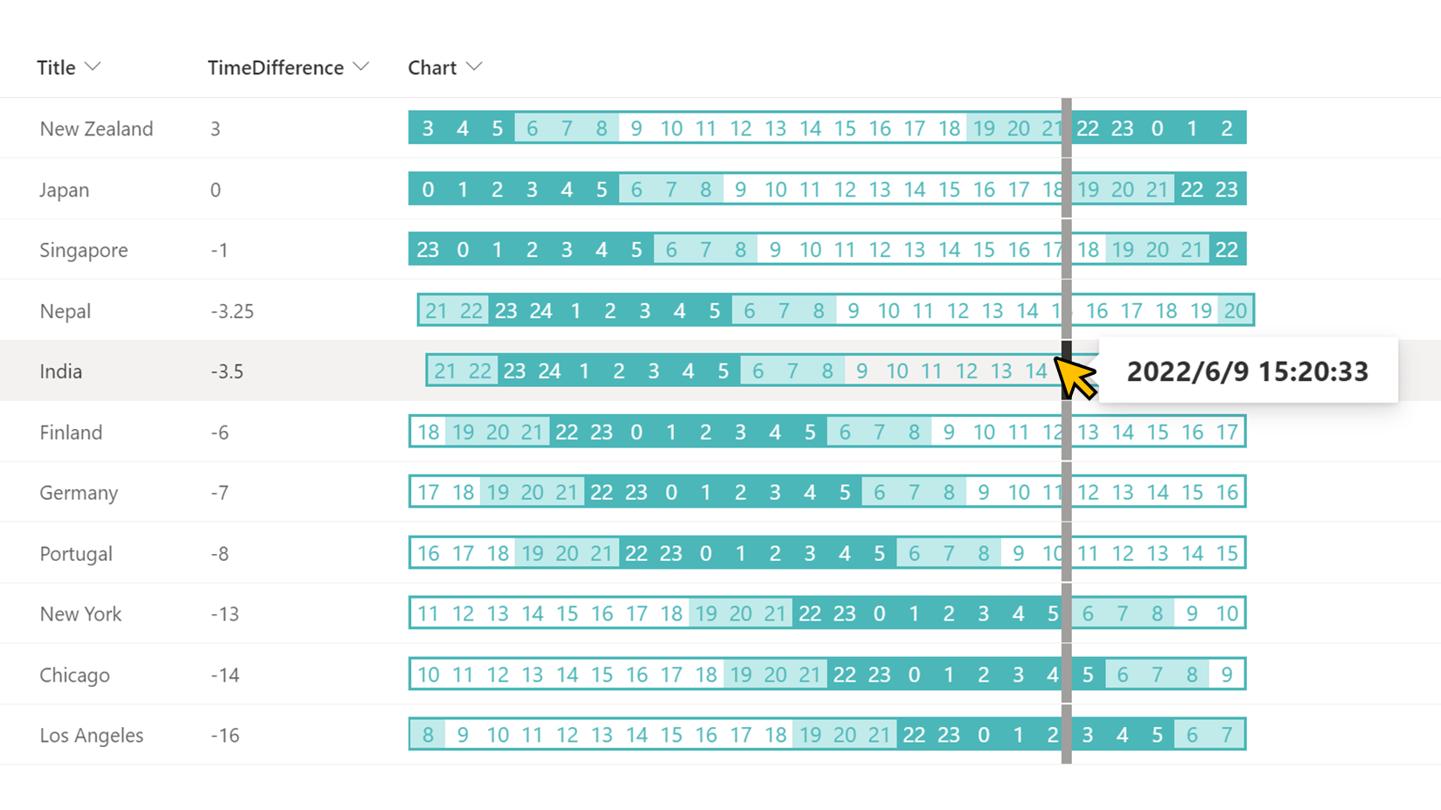 Title TimeDifference Chart
New Zealand 3 3 4 5 6 7 8 9 10 11 12 13 14 15 16 17 18 19 20 21 22 23 0 1 2
Japan 0 0 1 2 3 4 5 6 7 8 9 10 11 12 13 14 15 16 17 18 19 20 21 22 23
Singapore -1 23 0 1 2 3 4 5 6 7 8 9 10 11 12 13 14 15 16 17 18 19 20 21 22
Nepal -3.25 21 22 23 24 1 2 3 4 5 6 7 8 9 10 11 12 13 14 16 17 18 19 20
India -3.5 21 22 23 24 1 2 3 4 5 6 7 8 9 10 11 12 13 14 2022/6/9 15:20:33
Finland -6 18 19 20 21 22 23 0 1 2 3 4 5 6 7 8 9 10 11 12 13 14 15 16 17
Germany -7 17 18 19 20 21 22 23 0 1 2 3 4 5 6 7 8 9 10 11 12 13 14 15 16
Portugal -8 16 17 18 19 20 21 22 23 0 1 2 3 4 5 6 7 8 9 10 11 12 13 14 15
New York -13 11 12 13 14 15 16 17 18 19 20 21 22 23 0 1 2 3 4 5 6 7 8 9 10
Chicago -14 10 11 12 13 14 15 16 17 18 19 20 21 22 23 0 1 2 3 4 5 6 7 8 9
Los Angeles -16 8 9 10 11 12 13 14 15 16 17 18 19 20 21 22 23 0 1 2 3 4 5 6 7